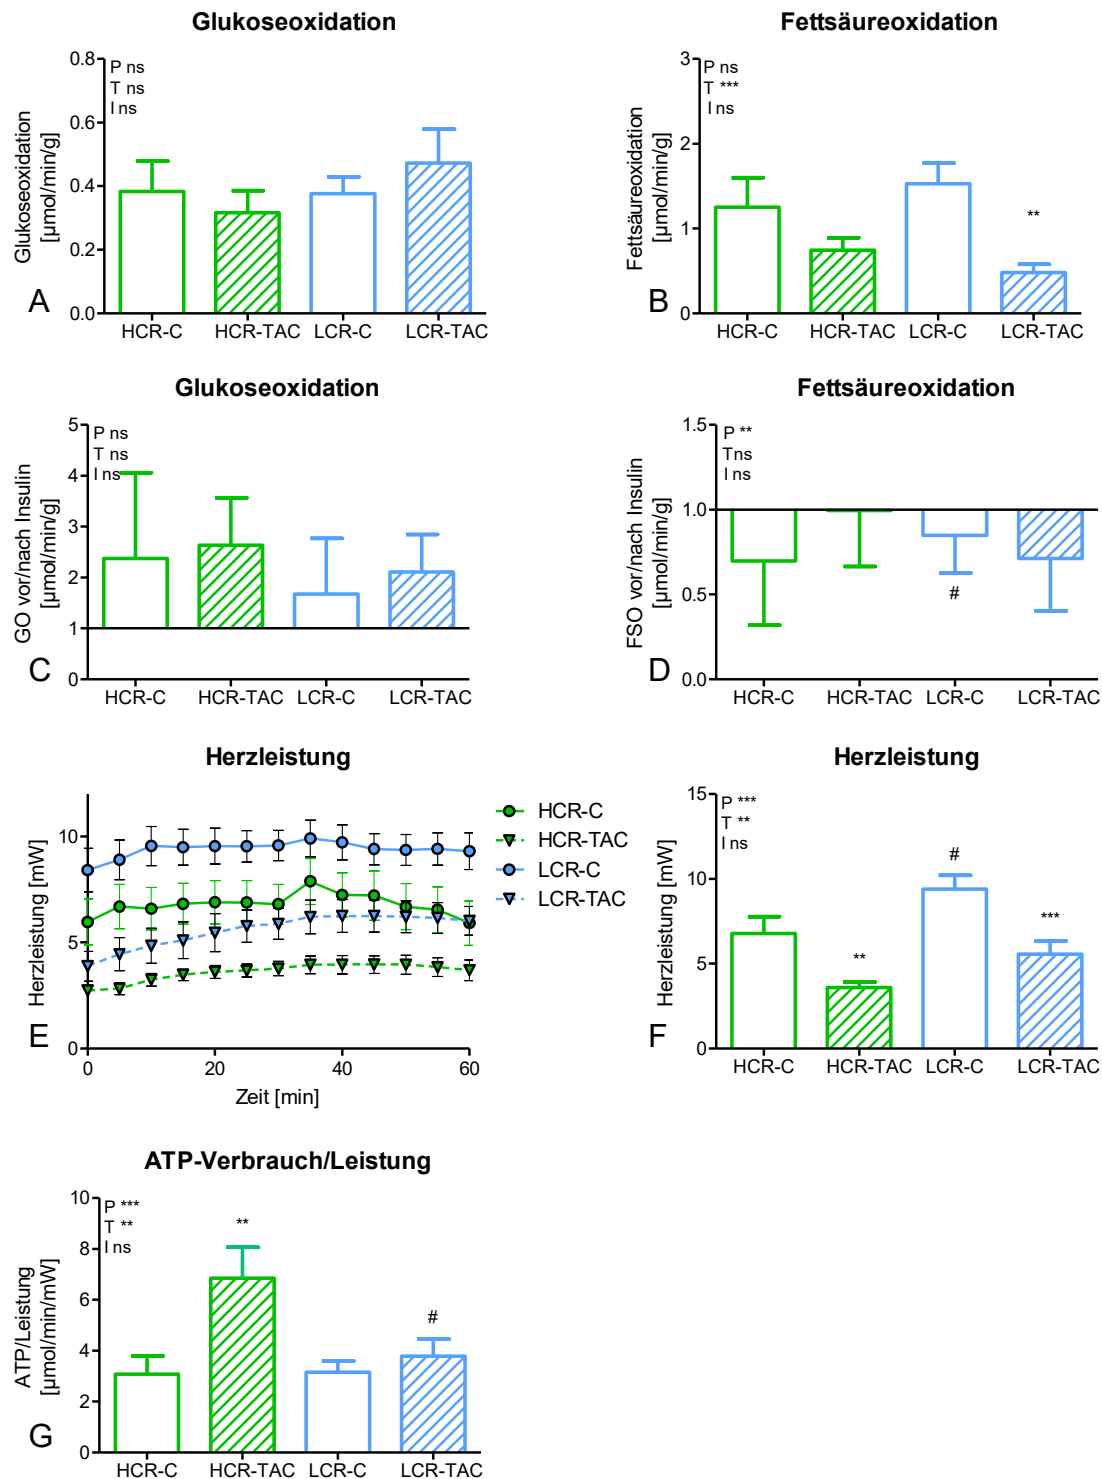 Glukoseoxidation
Glukoseoxidation
[µmol/min/g]
0.8
0.6
0.4
0.2
0.0
P ns
T ns
I ns
HCR-C HCR-TAC LCR-C LCR-TAC
A
Fettsäureoxidation
Fettsäureoxidation
[µmol/min/g]
3
2
1
0
P ns
T ***
I ns
**
HCR-C HCR-TAC LCR-C LCR-TAC
B
Glukoseoxidation
GO vor/nach Insulin
[µmol/min/g]
5
4
3
2
1
0
P ns
T ns
I ns
HCR-C HCR-TAC LCR-C LCR-TAC
C
Fettsäureoxidation
FSO vor/nach Insulin
[µmol/min/g]
1.5
1.0
0.5
0.0
P **
Tns
I ns
#
HCR-C HCR-TAC LCR-C LCR-TAC
D
Herzleistung
Herzleistung [mW]
10
5
0
0 20 40 60
Zeit [min]
HCR-C
HCR-TAC
LCR-C
LCR-TAC
E
Herzleistung
Herzleistung [mW]
15
10
5
0
P ***
T **
I ns
**
#
***
HCR-C HCR-TAC LCR-C LCR-TAC
F
ATP-Verbrauch/Leistung
ATP/Leistung
[µmol/min/mW]
10
8
6
4
2
0
P ***
T **
I ns
**
#
HCR-C HCR-TAC LCR-C LCR-TAC
G